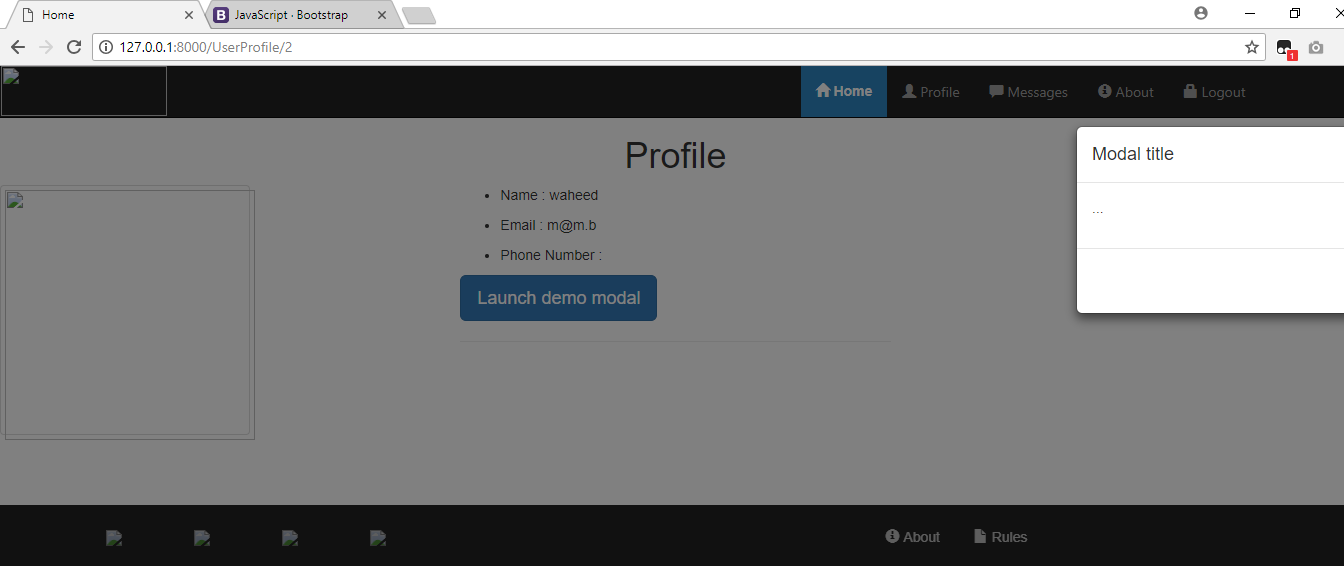 Home
JavaScript · Bootstrap
127.0.0.1:8000/UserProfile/2
1
Home Profile Messages About Logout
Modal title
Profile
Name : waheed
...
Email : m@m.b
Phone Number :
Launch demo modal
About Rules